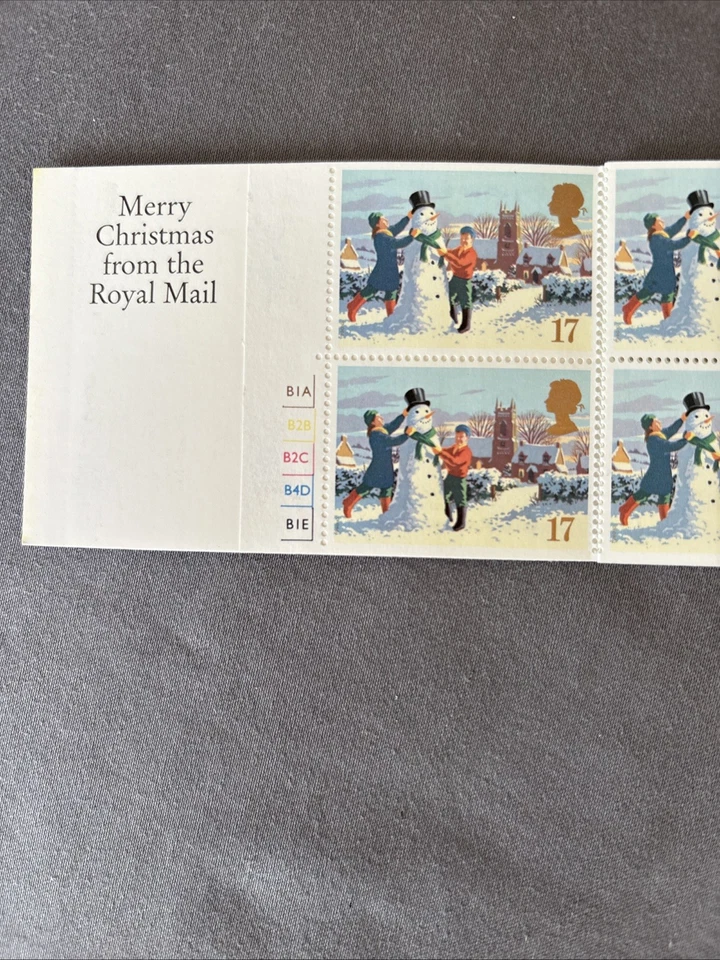 Merry
Christmas
from the
Royal Mail
17
B1A
B2B
B2C
B4D
B1E
17